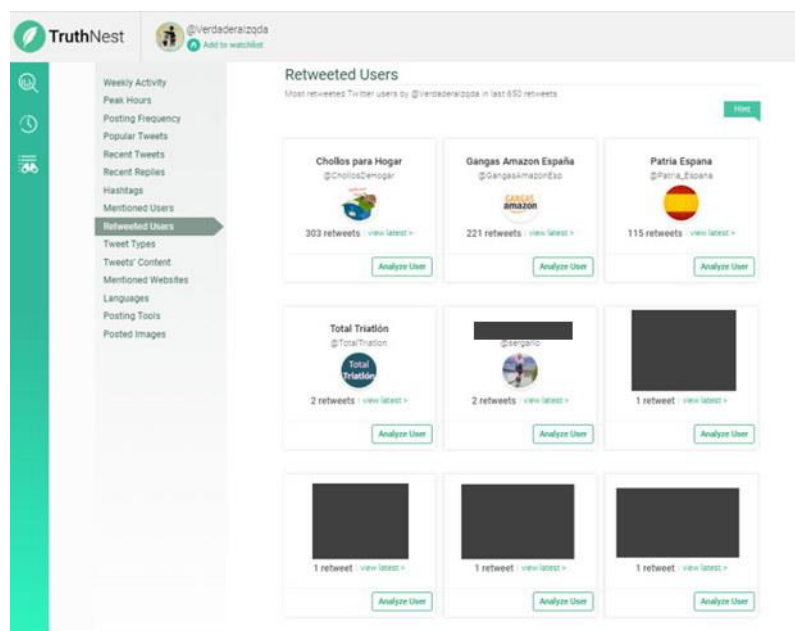 TruthNest
@VerdaderaIzqda
Add to watchlist
Weekly Activity
Peak Hours
Posting Frequency
Popular Tweets
Recent Tweets
Recent Replies
Hashtags
Mentioned Users
Retweeted Users
Tweet Types
Tweets' Content
Mentioned Websites
Languages
Posting Tools
Posted Images
Retweeted Users
Most retweeted Twitter users by @VerdaderaIzqda in last 650 retweets
Hint
Chollos para Hogar
@ChollosDeHogar
303 retweets view latest >
Analyze User
Gangas Amazon España
@GangasAmazonEsp
GANGAS
amazon
221 retweets view latest >
Analyze User
Patria Espana
@Patria_Espana
115 retweets view latest >
Analyze User
Total Triatlón
@TotalTriatlon
Total
Triatlón
2 retweets view latest >
Analyze User
@sergario
2 retweets view latest >
Analyze User
1 retweet view latest >
Analyze User
1 retweet view latest >
Analyze User
1 retweet view latest >
Analyze User
1 retweet view latest >
Analyze User